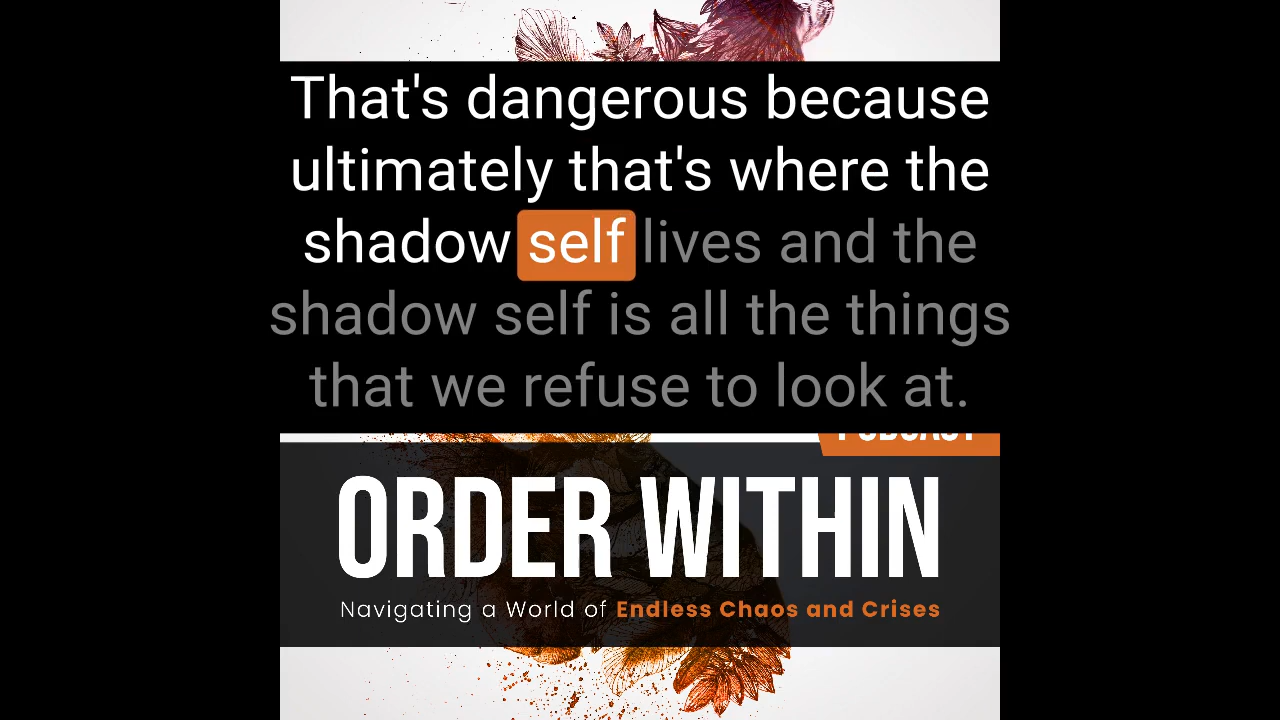 That's dangerous because
ultimately that's where the
shadow self lives and the
shadow self is all the things
that we refuse to look at.
PODCAST
ORDER WITHIN
Navigating a World of Endless Chaos and Crises